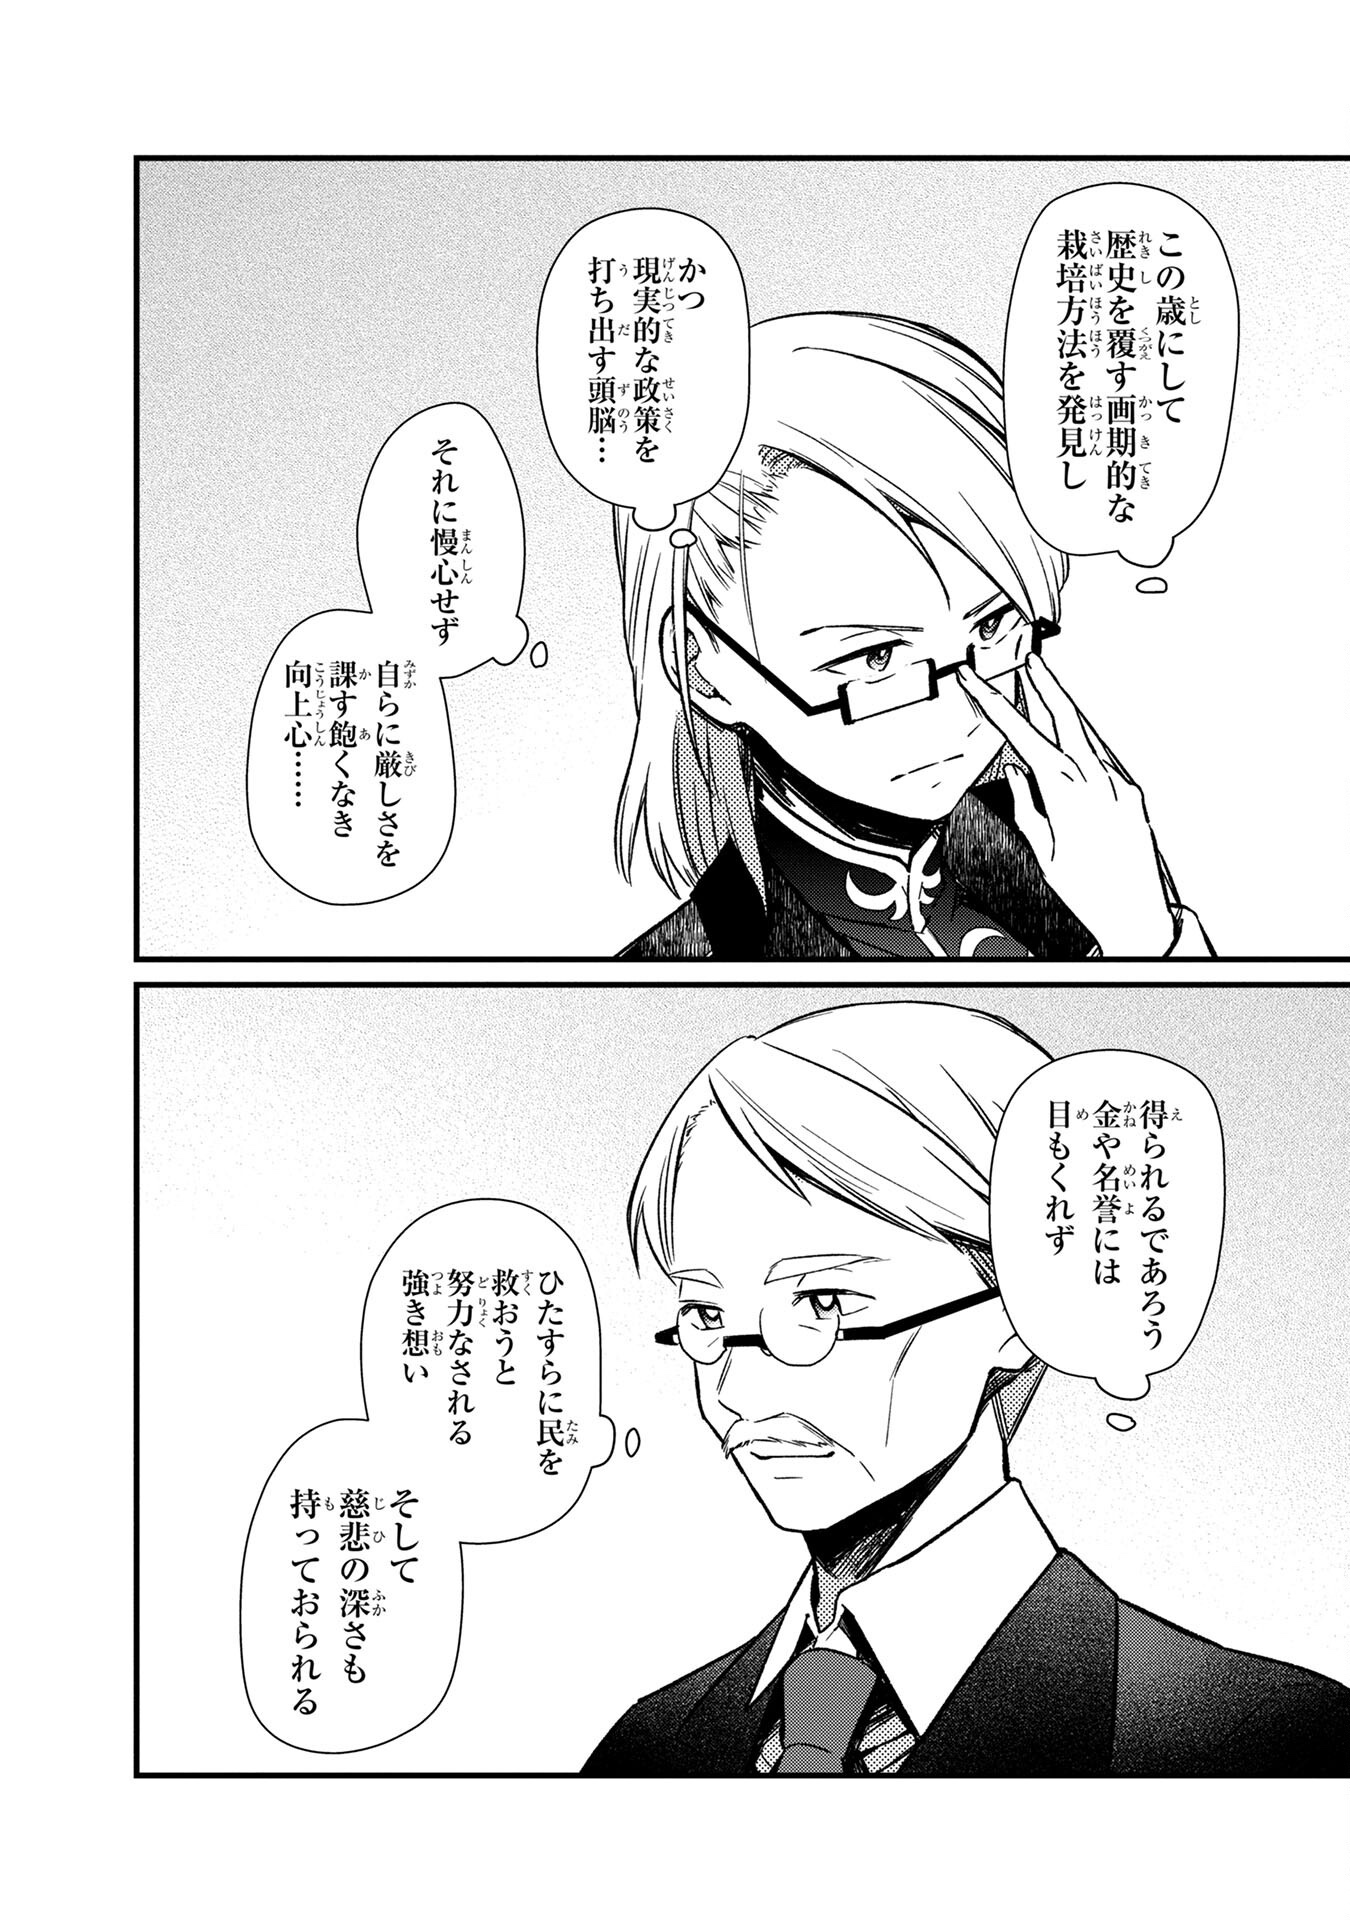 この歳にして
歴史を覆す画期的な
栽培方法を発見し
かつ
現実的な政策を
打ち出す頭脳…
それに慢心せず
自らに厳しさを
課す飽くなき
向上心……
得られるであろう
金や名誉には
目もくれず
ひたすらに民を
救おうと
努力なされる
強き想い
そして
慈悲の深さも
持っておられる